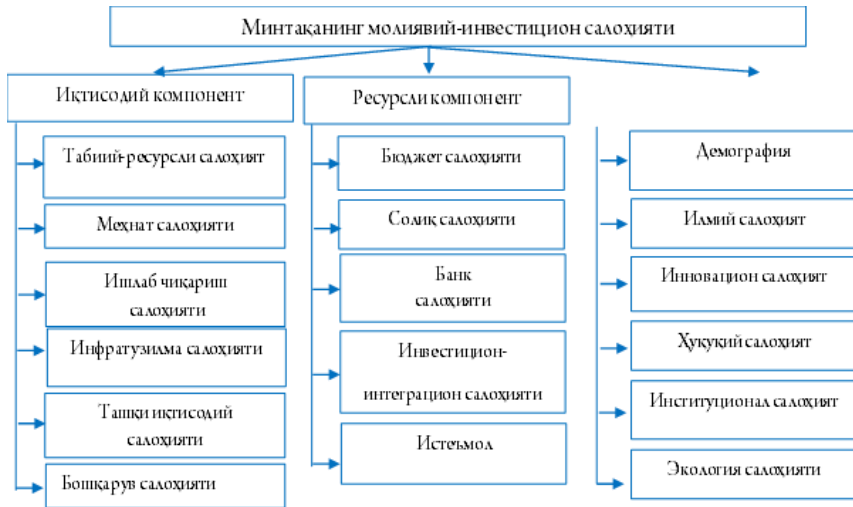 Минтақанинг молиявий-инвестицион салоҳияти
Иқтисодий компонент
Табиий-ресурсли салоҳият
Меҳнат салоҳияти
Ишлаб чиқариш
салоҳияти
Инфратузилма салоҳияти
Ташқи иқтисодий
салоҳияти
Бошқарув салоҳияти
Ресурсли компонент
Бюджет салоҳияти
Солиқ салоҳияти
Банк
салоҳияти
Инвестицион-
интеграцион салоҳияти
Истеъмол
Демография
Илмий салоҳият
Инновацион салоҳият
Ҳуқуқий салоҳият
Институционал салоҳият
Экология салоҳияти